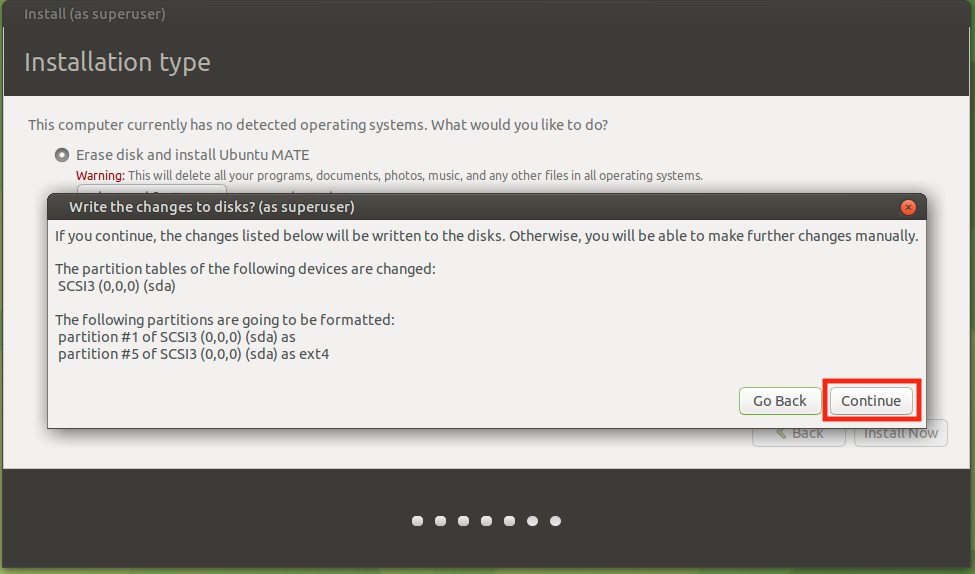 Install (as superuser)
Installation type
This computer currently has no detected operating systems. What would you like to do?
Erase disk and install Ubuntu MATE
Warning: This will delete all your programs, documents, photos, music, and any other files in all operating systems.
Write the changes to disks? (as superuser)
If you continue, the changes listed below will be written to the disks. Otherwise, you will be able to make further changes manually.
The partition tables of the following devices are changed:
SCSI3 (0,0,0) (sda)
The following partitions are going to be formatted:
partition #1 of SCSI3 (0,0,0) (sda) as
partition #5 of SCSI3 (0,0,0) (sda) as ext4
Go Back Continue
Back Install Now